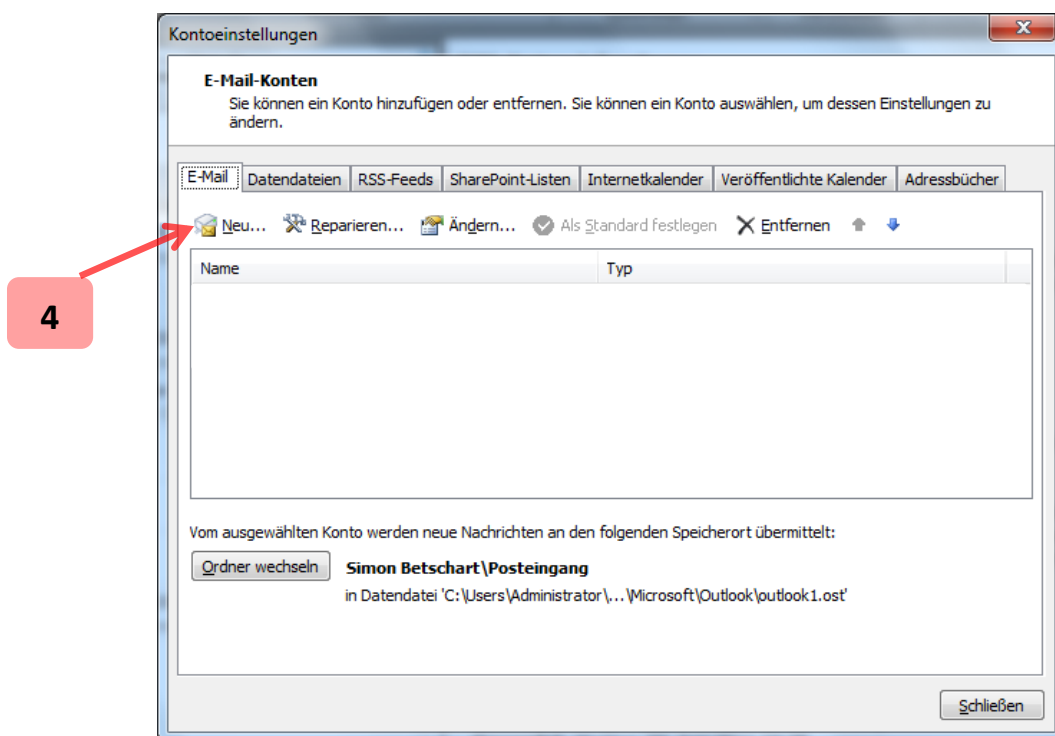 Kontoeinstellungen
E-Mail-Konten
Sie können ein Konto hinzufügen oder entfernen. Sie können ein Konto auswählen, um dessen Einstellungen zu
ändern.
E-Mail Datendateien RSS-Feeds SharePoint-Listen Internetkalender Veröffentlichte Kalender Adressbücher
Neu... Reparieren... Ändern... Als Standard festlegen Entfernen
Name Typ
4
Vom ausgewählten Konto werden neue Nachrichten an den folgenden Speicherort übermittelt:
Ordner wechseln Simon Betschart\Posteingang
in Datendatei 'C:\Users\Administrator\...\Microsoft\Outlook\outlook1.ost'
Schließen